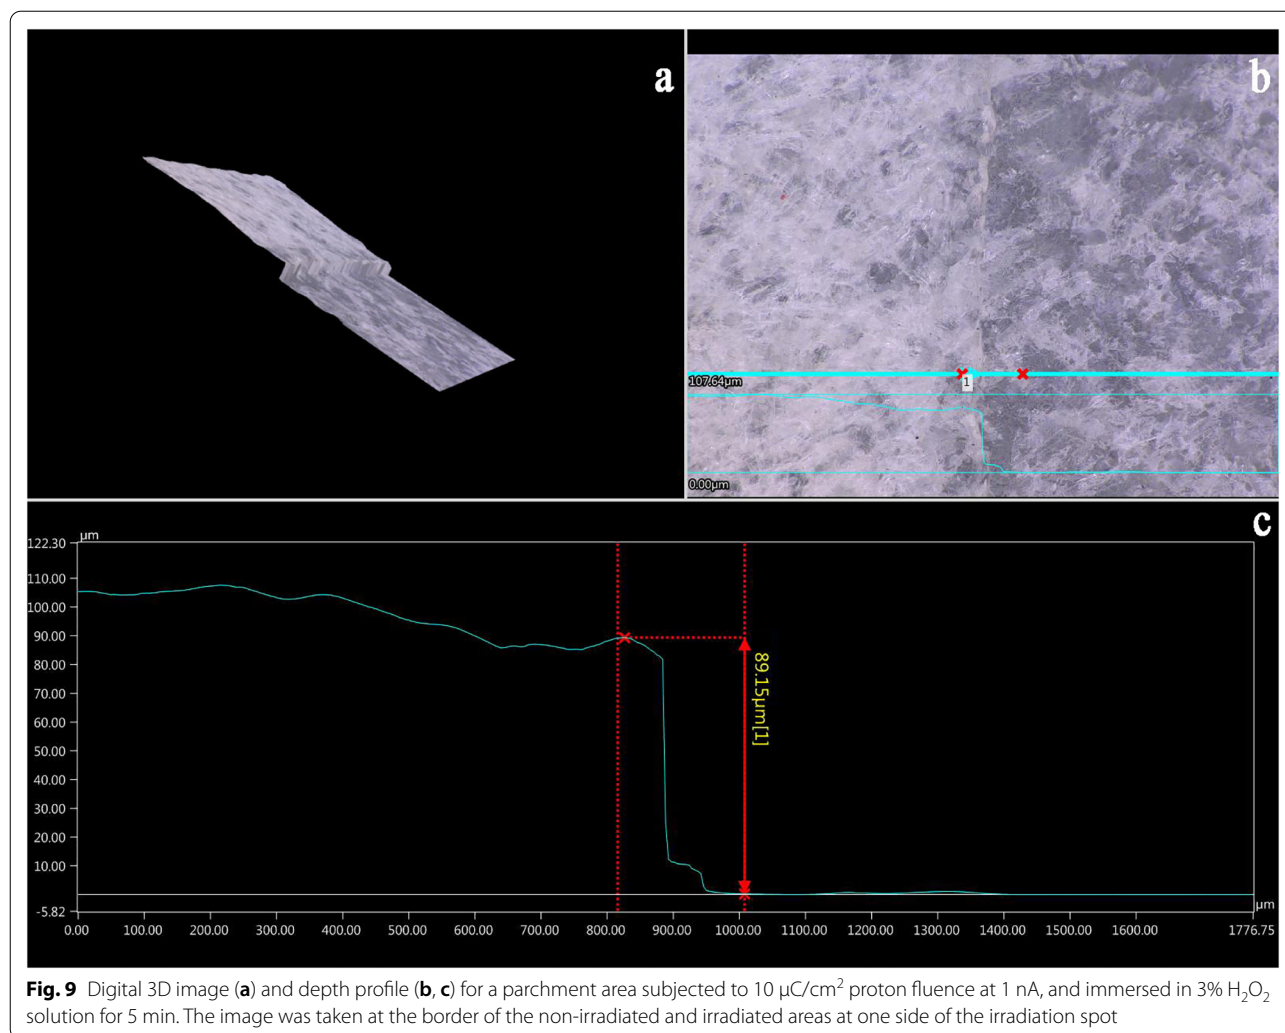 a
b
107.64µm
1
0.00µm
c
µm
122.30
110.00
100.00
90.00
80.00
70.00
60.00
50.00
40.00
30.00
20.00
10.00
-5.82
89.15µm[1]
µm
0.00 100.00 200.00 300.00 400.00 500.00 600.00 700.00 800.00 900.00 1000.00 1100.00 1200.00 1300.00 1400.00 1500.00 1600.00 1776.75
Fig. 9 Digital 3D image (a) and depth profile (b, c) for a parchment area subjected to 10 µC/cm² proton fluence at 1 nA, and immersed in 3% H₂O₂
solution for 5 min. The image was taken at the border of the non-irradiated and irradiated areas at one side of the irradiation spot